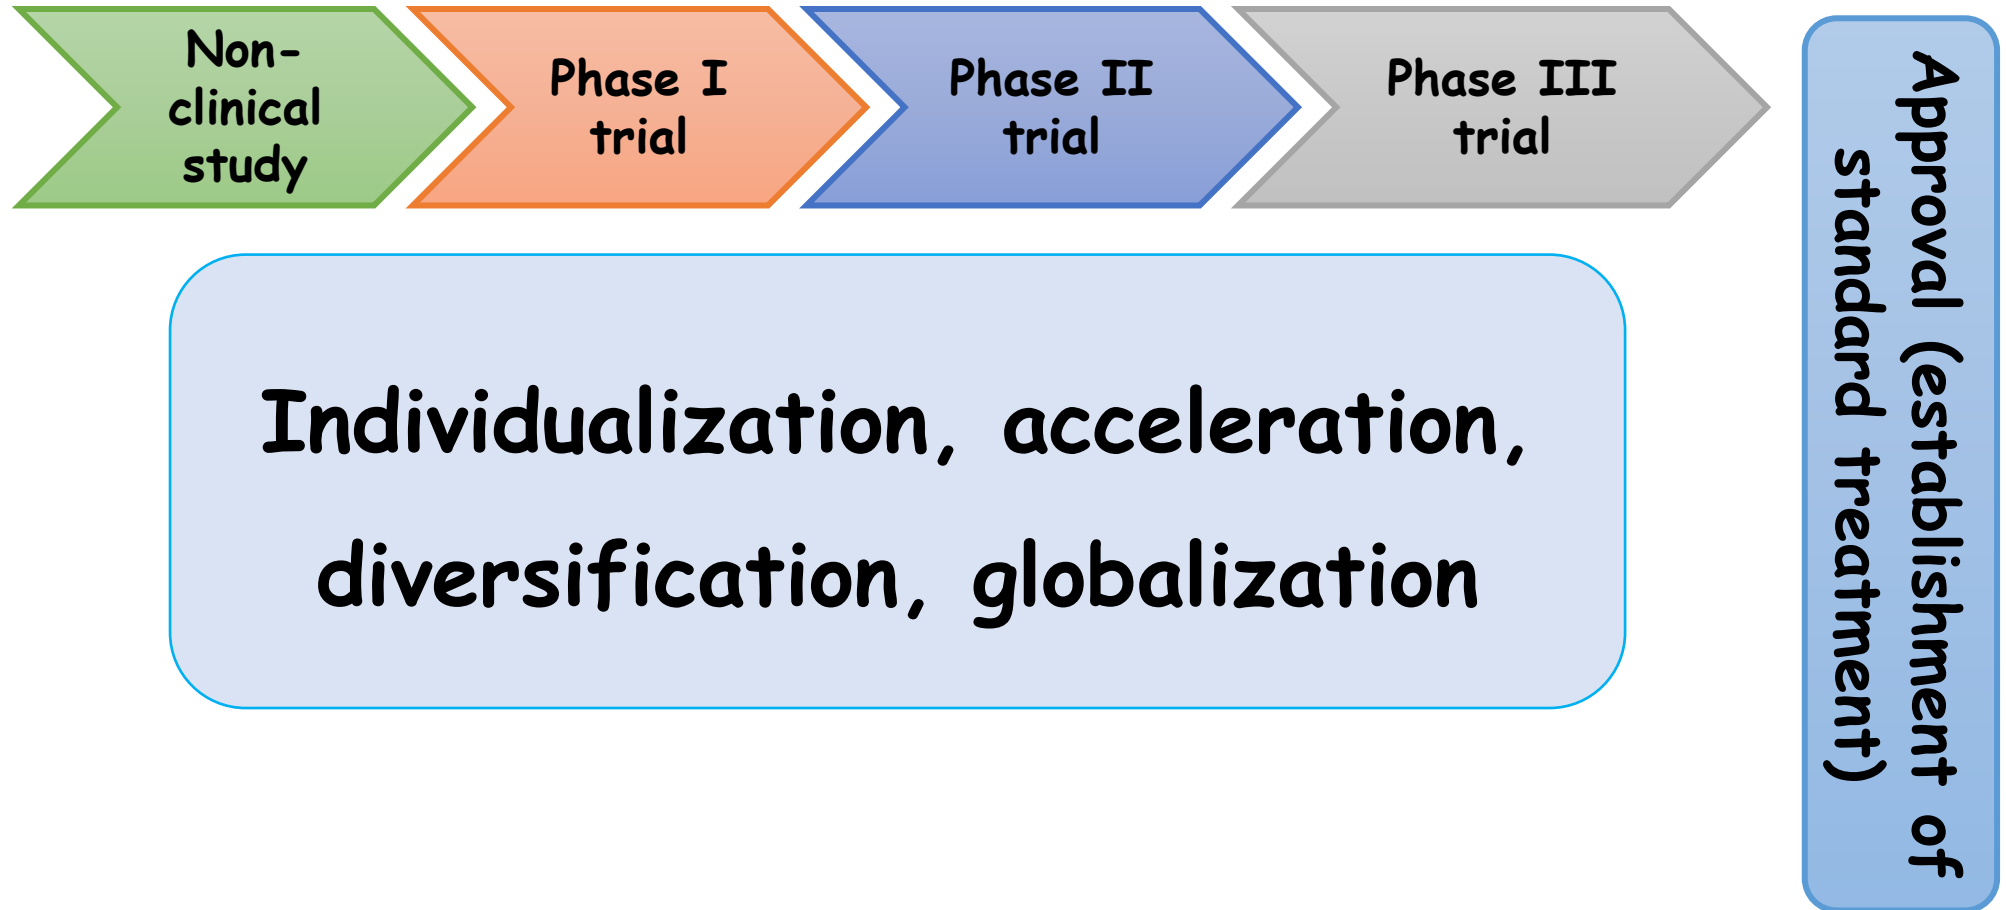 Non-
clinical
study
Phase I
trial
Phase II
trial
Phase III
trial
Individualization, acceleration,
diversification, globalization
Approval (establishment of
standard treatment)